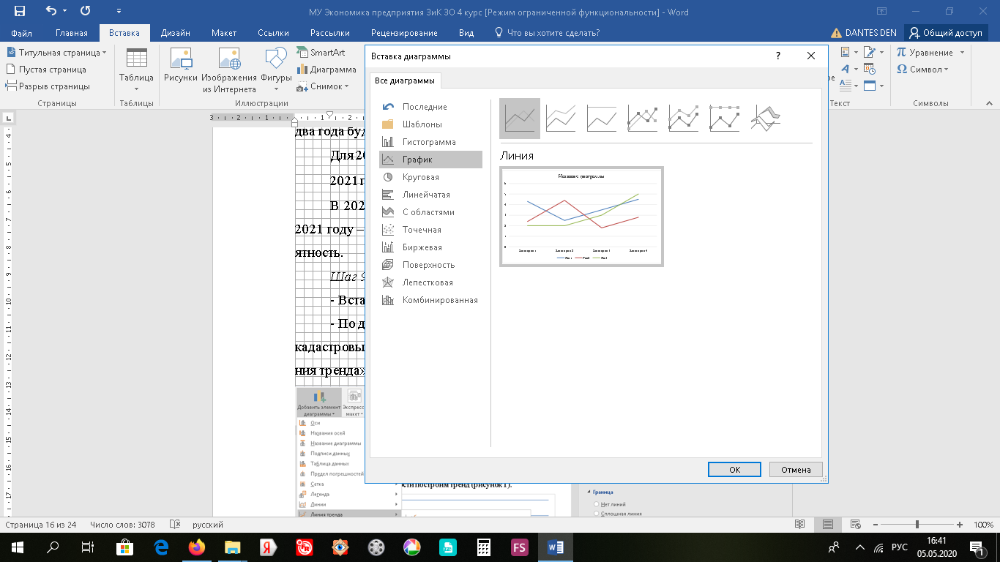 МУ Экономика предприятия ЗиК ЗО 4 курс [Режим ограниченной функциональности] - Word
Файл Главная Вставка Дизайн Макет Ссылки Рассылки Рецензирование Вид Что вы хотите сделать? DANTES DEN Общий доступ
Титульная страница
Пустая страница
Разрыв страницы
Страницы
Таблица
Таблицы
Рисунки
Изображения из Интернета
Фигуры
SmartArt
Диаграмма
Снимок
Иллюстрации
Текст
Уравнение
Символ
Символы
Вставка диаграммы
Все диаграммы
Последние
Шаблоны
Гистограмма
График
Круговая
Линейчатая
С областями
Точечная
Биржевая
Поверхность
Лепестковая
Комбинированная
Линия
Название диаграммы
OK Отмена
два года буд
Для 20
2021 г
В 202
2021 году –
ятность.
Шаг 9
- Вста
- По д
кадастровы
ния тренда»
Добавить элемент диаграммы
Экспресс-макет
Оси
Названия осей
Название диаграммы
Подписи данных
Таблица данных
Предел погрешностей
Сетка
Легенда
Линии
Линия тренда
построим тренд (рисунок 1).
Граница
Нет линий
Сплошная линия
Страница 16 из 24 Число слов: 3078 русский 100%
РУС 16:41
05.05.2020